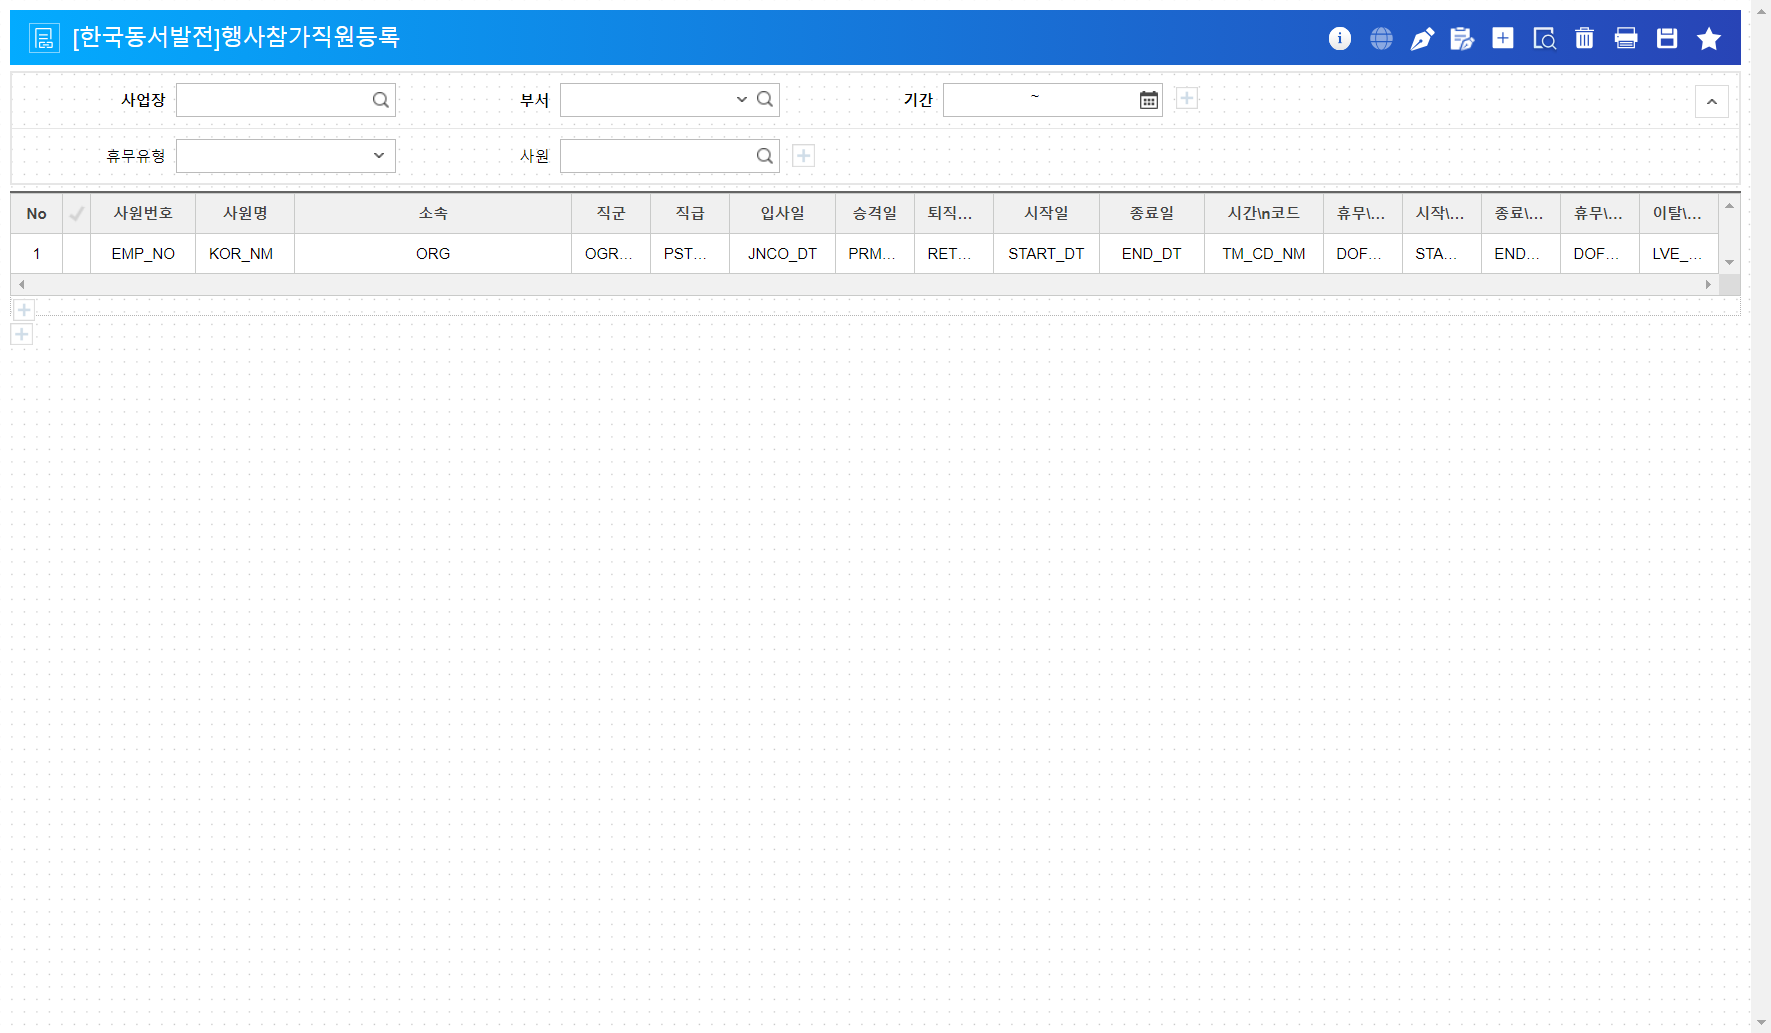 [한국동서발전]행사참가직원등록
사업장 부서 기간 ~
휴무유형 사원
No 사원번호 사원명 소속 직군 직급 입사일 승격일 퇴직... 시작일 종료일 시간\n코드 휴무\... 시작\... 종료\... 휴무\... 이탈\...
1 EMP_NO KOR_NM ORG OGR... PST... JNCO_DT PRM... RET... START_DT END_DT TM_CD_NM DOF... STA... END... DOF... LVE_...